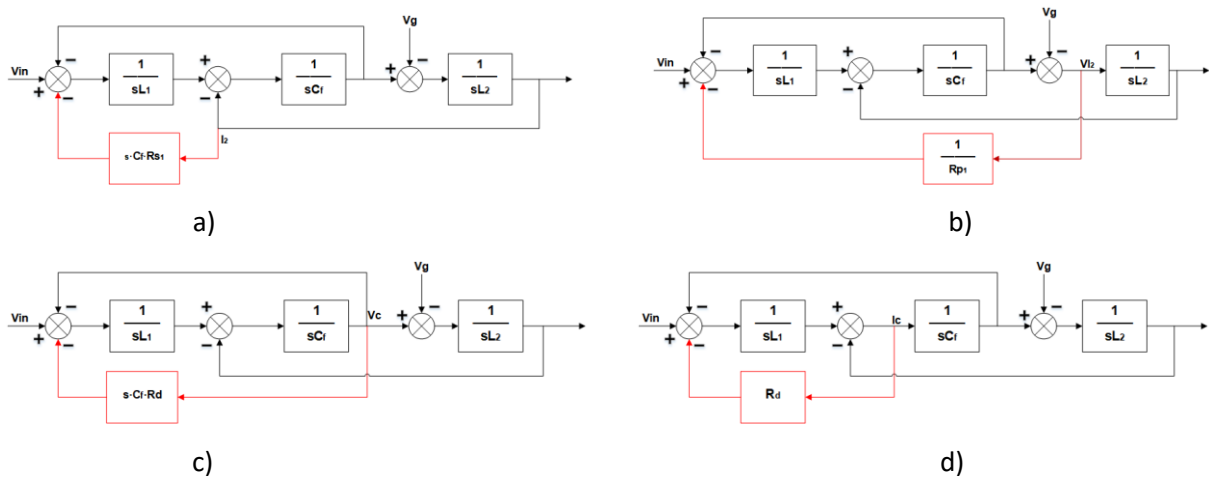 Vg
Vin
1
sL1
1
sCf
1
sL2
I2
s·Cf·Rs1
a)
Vg
Vin
1
sL1
1
sCf
Vl2
1
sL2
1
Rp1
b)
Vg
Vin
1
sL1
1
sCf
Vc
1
sL2
s·Cf·Rd
c)
Vg
Vin
1
sL1
Ic
1
sCf
1
sL2
Rd
d)